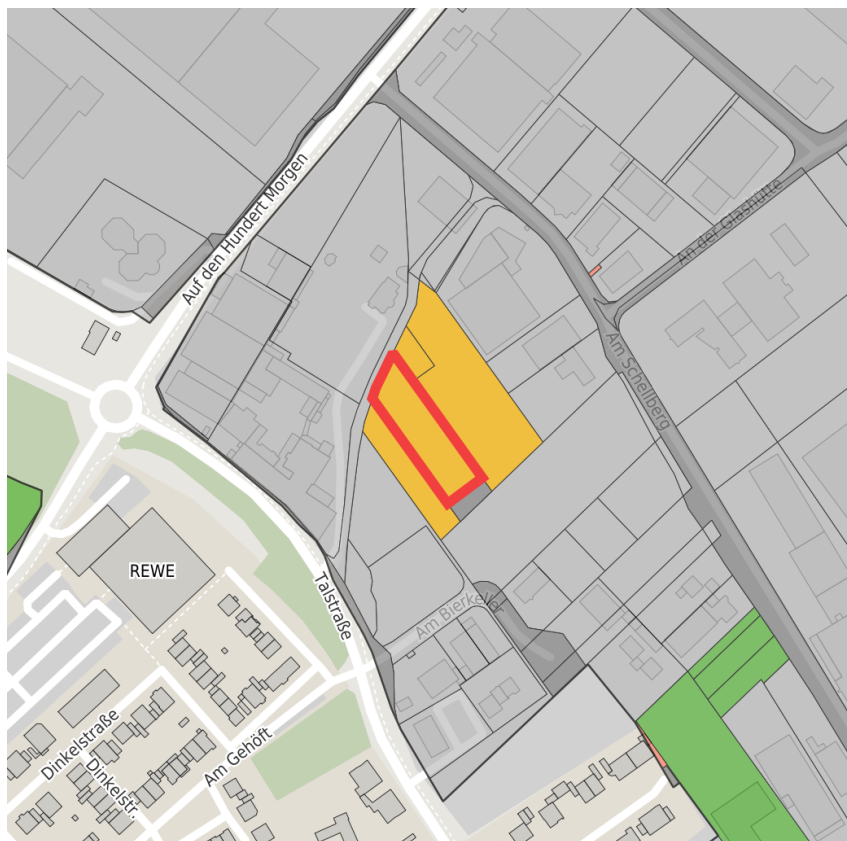 Auf den Hundert Morgen
An der Glashütte
Am Schellberg
REWE
Talstraße
Am Bierkeller
Dinkelstraße
Am Gehöft
Dinkelstr.